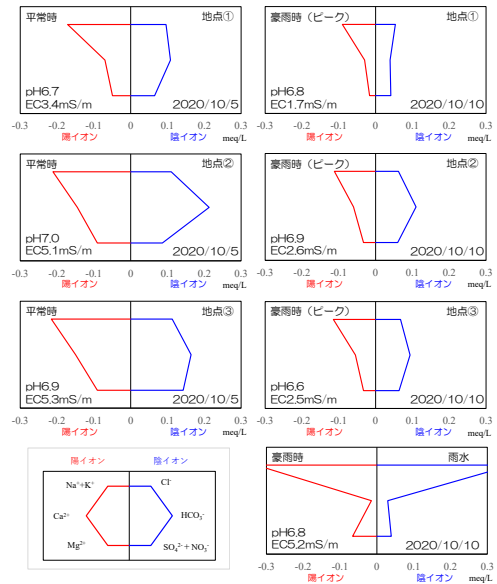 平常時 地点①
pH6.7
EC3.4mS/m 2020/10/5
-0.3 -0.2 -0.1 0 0.1 0.2 0.3
陽イオン 陰イオン meq/L
豪雨時（ピーク） 地点①
pH6.8
EC1.7mS/m 2020/10/10
-0.3 -0.2 -0.1 0 0.1 0.2 0.3
陽イオン 陰イオン meq/L
平常時 地点②
pH7.0
EC5.1mS/m 2020/10/5
-0.3 -0.2 -0.1 0 0.1 0.2 0.3
陽イオン 陰イオン meq/L
豪雨時（ピーク） 地点②
pH6.9
EC2.6mS/m 2020/10/10
-0.3 -0.2 -0.1 0 0.1 0.2 0.3
陽イオン 陰イオン meq/L
平常時 地点③
pH6.9
EC5.3mS/m 2020/10/5
-0.3 -0.2 -0.1 0 0.1 0.2 0.3
陽イオン 陰イオン meq/L
豪雨時（ピーク） 地点③
pH6.6
EC2.5mS/m 2020/10/10
-0.3 -0.2 -0.1 0 0.1 0.2 0.3
陽イオン 陰イオン meq/L
陽イオン 陰イオン
Na⁺+K⁺ Cl⁻
Ca²⁺ HCO₃⁻
Mg²⁺ SO₄²⁻+NO₃⁻
豪雨時 雨水
pH6.8
EC5.2mS/m 2020/10/10
-0.3 -0.2 -0.1 0 0.1 0.2 0.3
陽イオン 陰イオン meq/L